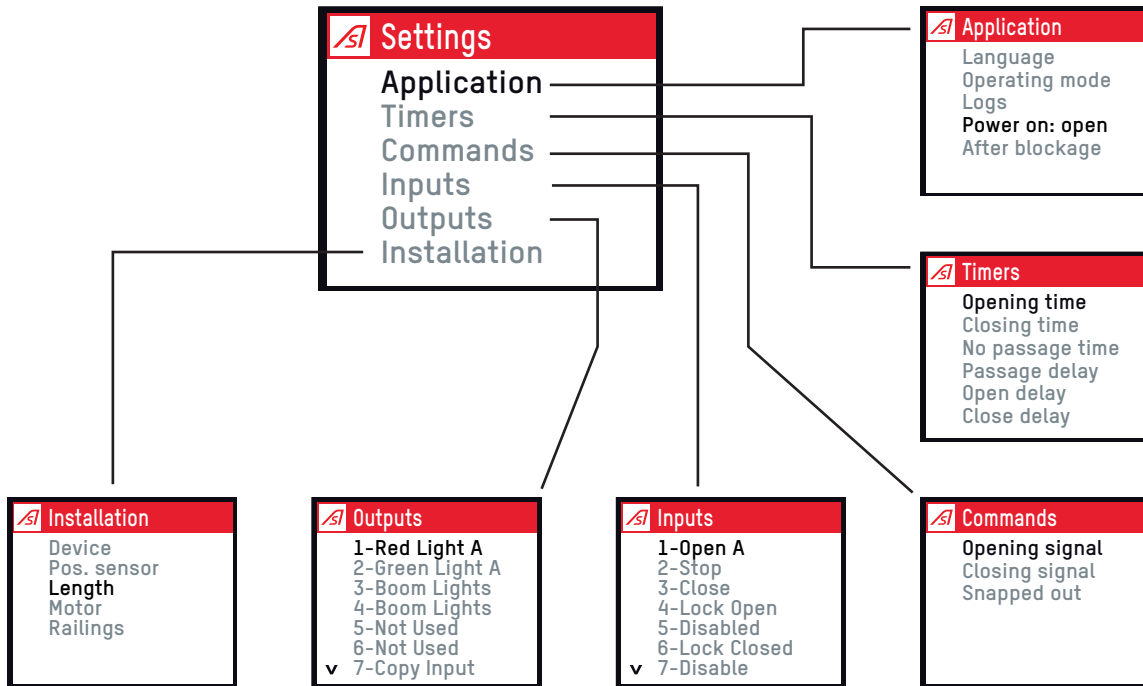 Settings
Application
Timers
Commands
Inputs
Outputs
Installation
Application
Language
Operating mode
Logs
Power on: open
After blockage
Timers
Opening time
Closing time
No passage time
Passage delay
Open delay
Close delay
Installation
Device
Pos. sensor
Length
Motor
Railings
Outputs
1-Red Light A
2-Green Light A
3-Boom Lights
4-Boom Lights
5-Not Used
6-Not Used
v 7-Copy Input
Inputs
1-Open A
2-Stop
3-Close
4-Lock Open
5-Disabled
6-Lock Closed
v 7-Disable
Commands
Opening signal
Closing signal
Snapped out